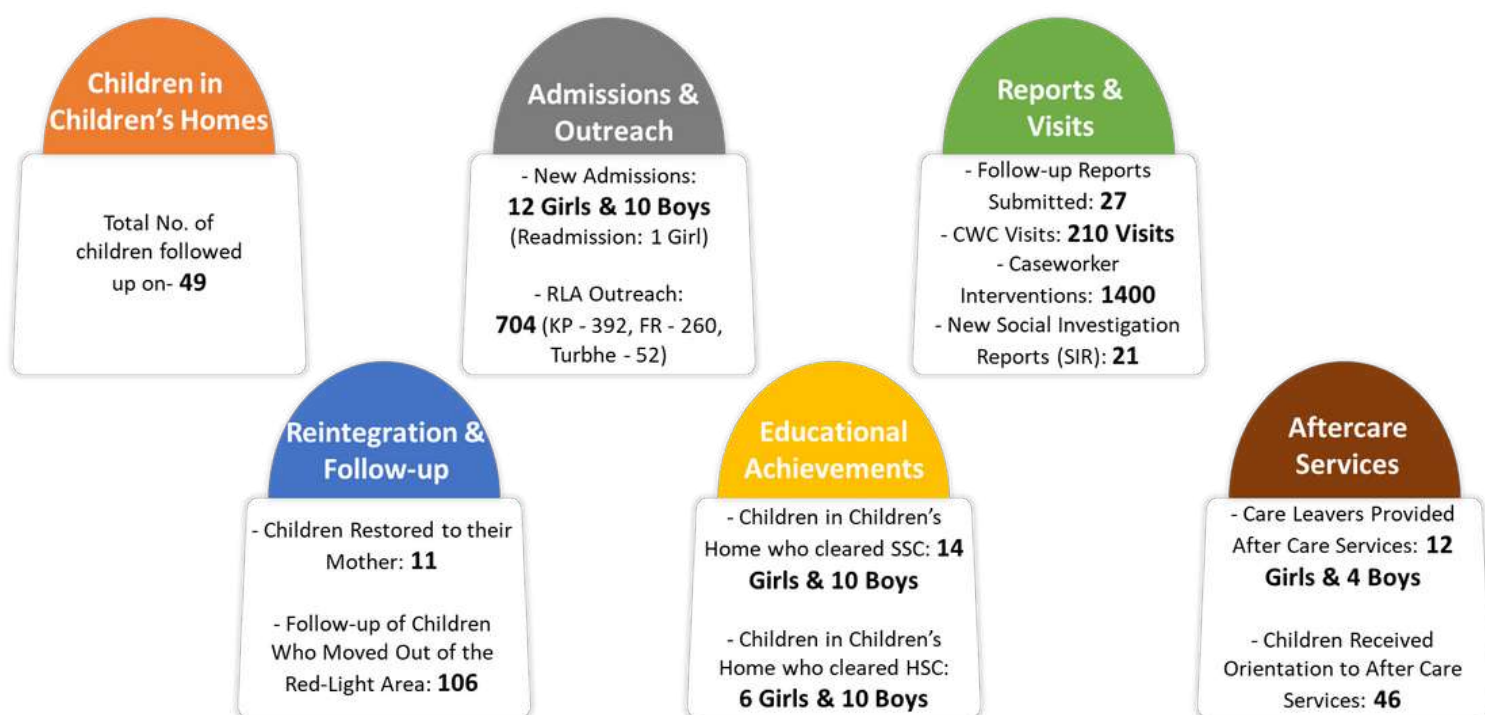 Children in
Children's Homes
Total No. of
children followed
up on- 49
Admissions &
Outreach
- New Admissions:
12 Girls & 10 Boys
(Readmission: 1 Girl)
- RLA Outreach:
704 (KP - 392, FR - 260,
Turbhe - 52)
Reports &
Visits
- Follow-up Reports
Submitted: 27
- CWC Visits: 210 Visits
- Caseworker
Interventions: 1400
- New Social Investigation
Reports (SIR): 21
Reintegration &
Follow-up
- Children Restored to their
Mother: 11
- Follow-up of Children
Who Moved Out of the
Red-Light Area: 106
Educational
Achievements
- Children in Children's
Home who cleared SSC: 14
Girls & 10 Boys
- Children in Children's
Home who cleared HSC:
6 Girls & 10 Boys
Aftercare
Services
- Care Leavers Provided
After Care Services: 12
Girls & 4 Boys
- Children Received
Orientation to After Care
Services: 46